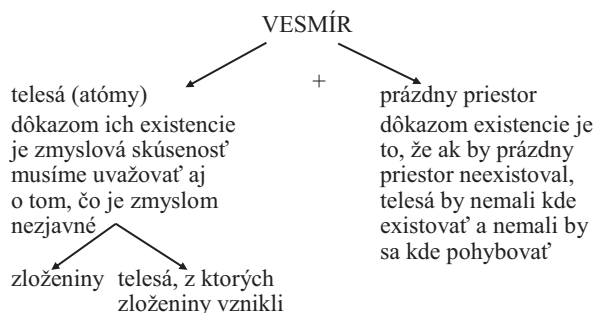 VESMÍR
+
telesá (atómy)
dôkazom ich existencie
je zmyslová skúsenosť
musíme uvažovať aj
o tom, čo je zmyslom
nezjavné
prázdny priestor
dôkazom existencie je
to, že ak by prázdny
priestor neexistoval,
telesá by nemali kde
existovať a nemali by
sa kde pohybovať
zloženiny
telesá, z ktorých
zloženiny vznikli